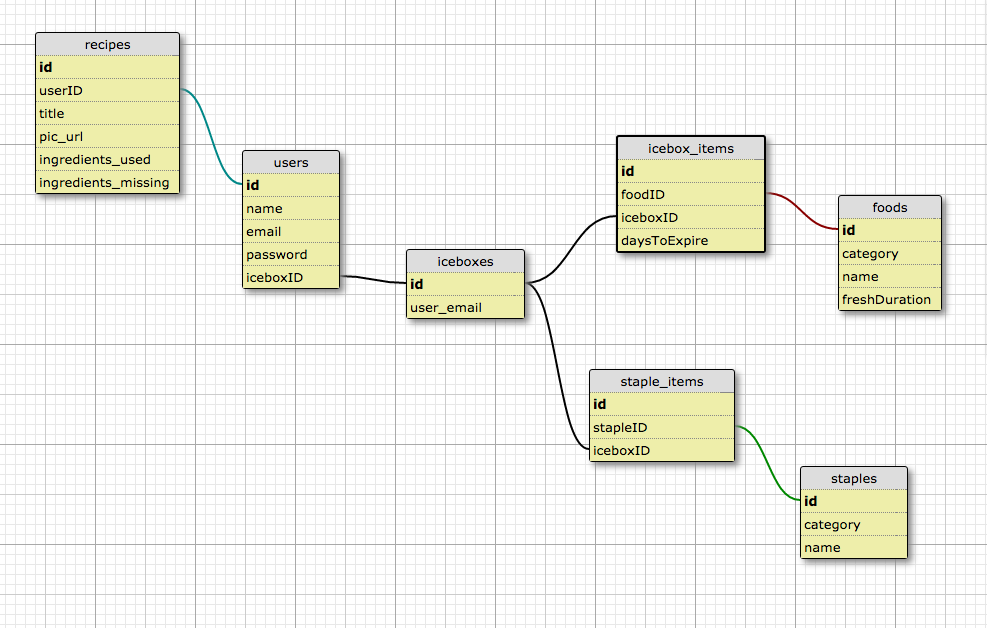 recipes
id
userID
title
pic_url
ingredients_used
ingredients_missing
users
id
name
email
password
iceboxID
iceboxes
id
user_email
icebox_items
id
foodID
iceboxID
daysToExpire
foods
id
category
name
freshDuration
staple_items
id
stapleID
iceboxID
staples
id
category
name